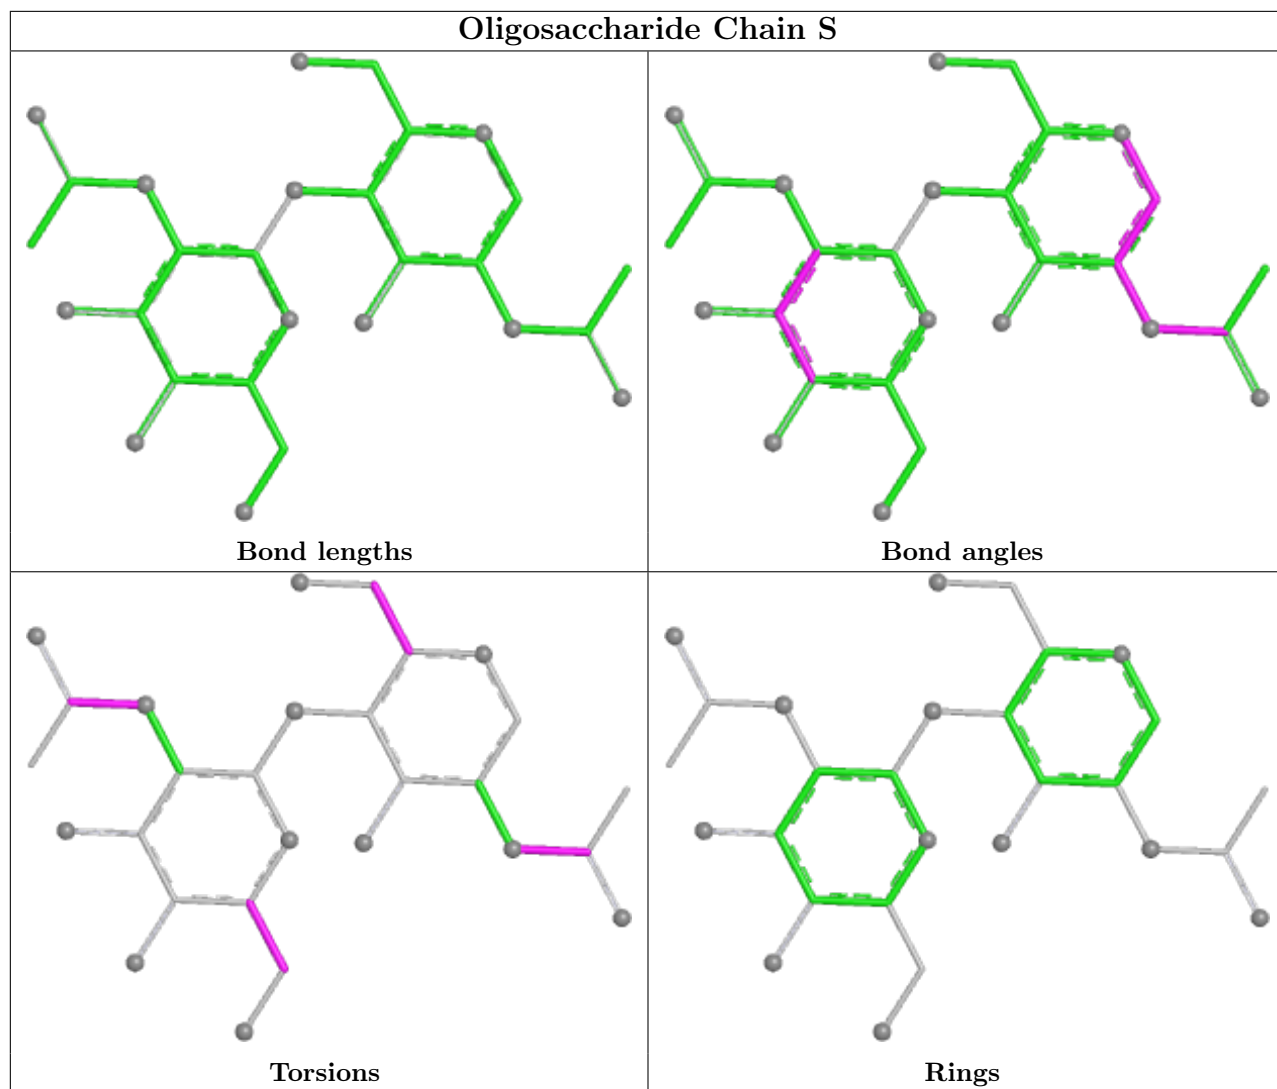 Oligosaccharide Chain S
Bond lengths
Bond angles
Torsions
Rings